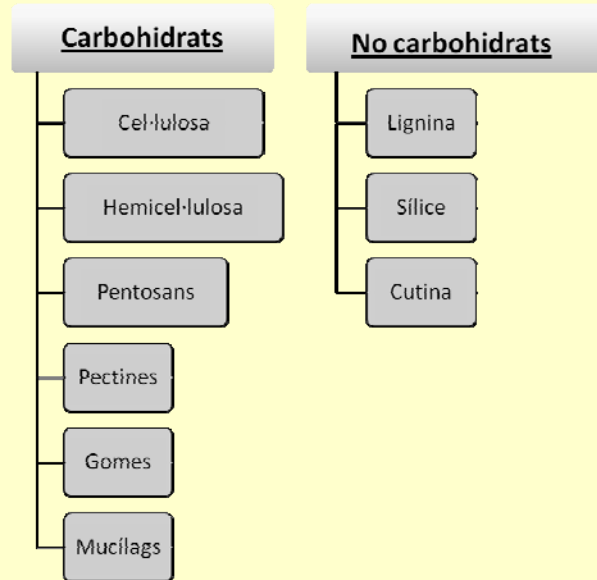 Carbohidrats
Cel·lulosa
Hemicel·lulosa
Pentosans
Pectines
Gomes
Mucílags
No carbohidrats
Lignina
Sílice
Cutina